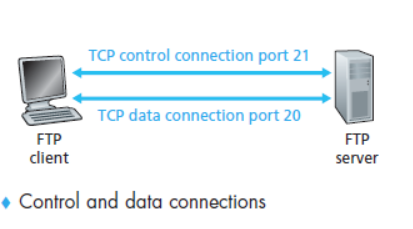 TCP control connection port 21
TCP data connection port 20
FTP
client
FTP
server
♦ Control and data connections